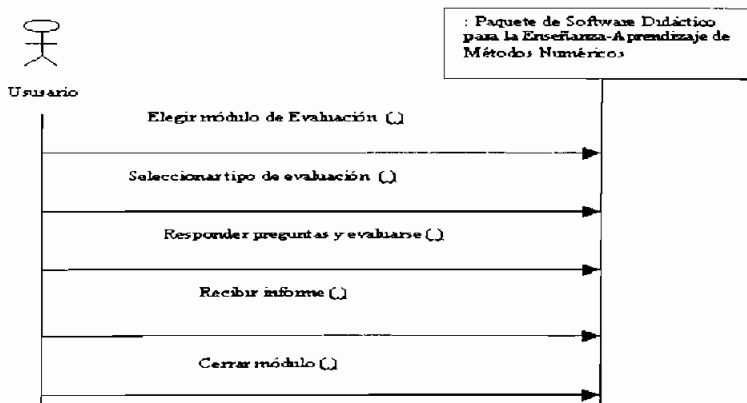 : Paquete de Software Didáctico
para la Enseñanza-Aprendizaje de
Métodos Numéricos
Ususario
Elegir módulo de Evaluación (,)
Seleccionar tipo de evaluación (,)
Responder preguntas y evaluarse (,)
Recibir informe (,)
Cerrar módulo (,)